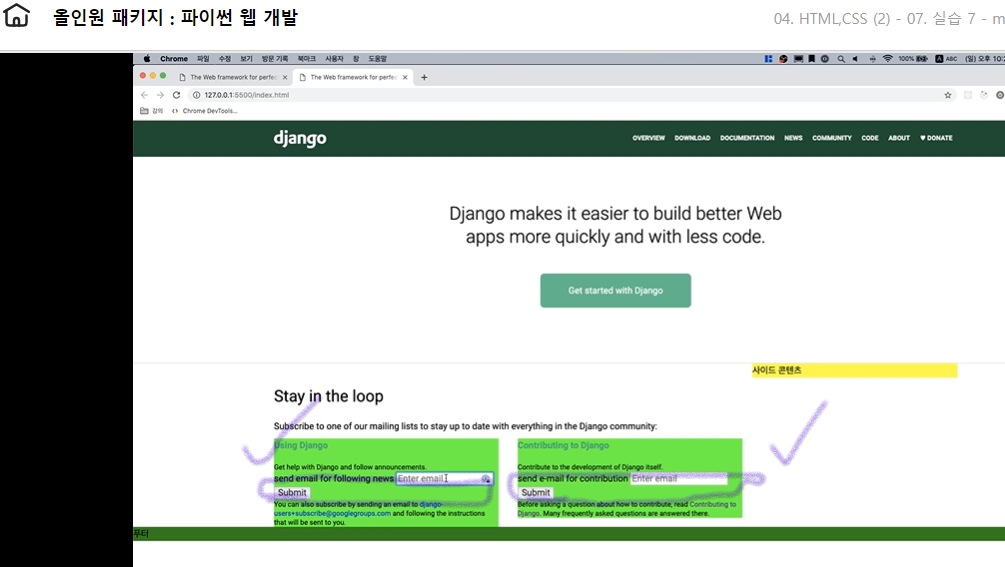 올인원 패키지 : 파이썬 웹 개발
04. HTML,CSS (2) - 07. 실습 7 - m
Chrome 파일 수정 보기 방문 기록 북마크 사용자 창 도움말
100% A ABC (일) 오후 10:
The Web framework for perfe
The Web framework for perfe
127.0.0.1:5500/index.html
강의 Chrome DevTools...
django
OVERVIEW DOWNLOAD DOCUMENTATION NEWS COMMUNITY CODE ABOUT ♥ DONATE
Django makes it easier to build better Web
apps more quickly and with less code.
Get started with Django
사이드 콘텐츠
Stay in the loop
Subscribe to one of our mailing lists to stay up to date with everything in the Django community:
Using Django
Get help with Django and follow announcements.
send email for following news Enter email
Submit
You can also subscribe by sending an email to django-
users+subscribe@googlegroups.com and following the instructions
that will be sent to you.
Contributing to Django
Contribute to the development of Django itself.
send e-mail for contribution Enter email
Submit
Before asking a question about how to contribute, read Contributing to
Django. Many frequently asked questions are answered there.
푸터